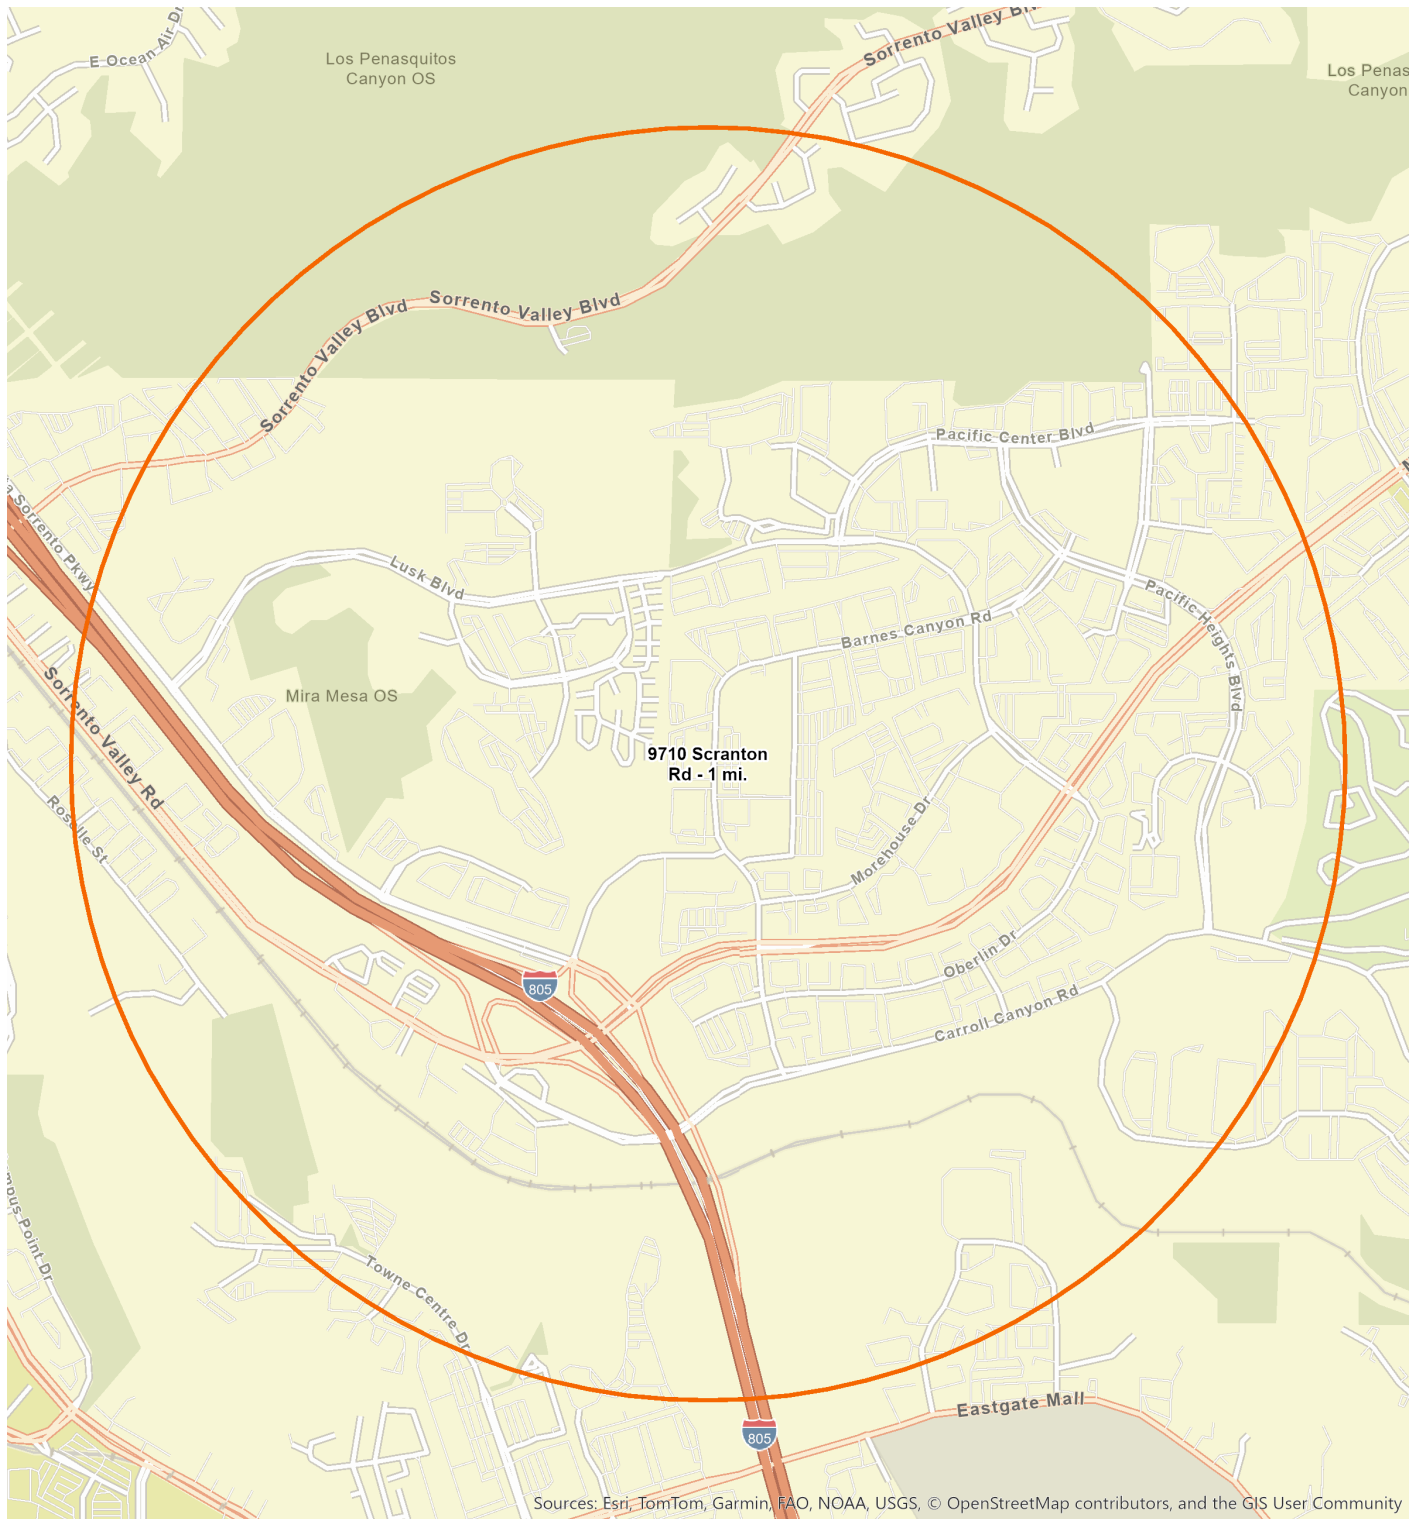 Sorrento Valley Blvd
E Ocean Air Dr
Los Penasquitos
Canyon OS
Los Penas
Canyon
Sorrento Valley Blvd
Sorrento Valley Blvd
Pacific Center Blvd
Sorrento Pkwy
Lusk Blvd
Pacific Heights Blvd
Barnes Canyon Rd
Mira Mesa OS
Sorrento Valley Rd
9710 Scranton
Rd - 1 mi.
Roselle St
Morehouse Dr
Oberlin Dr
805
Carroll Canyon Rd
mpus Point Dr
Towne Centre Dr
Eastgate Mall
805
Sources: Esri, TomTom, Garmin, FAO, NOAA, USGS, © OpenStreetMap contributors, and the GIS User Community